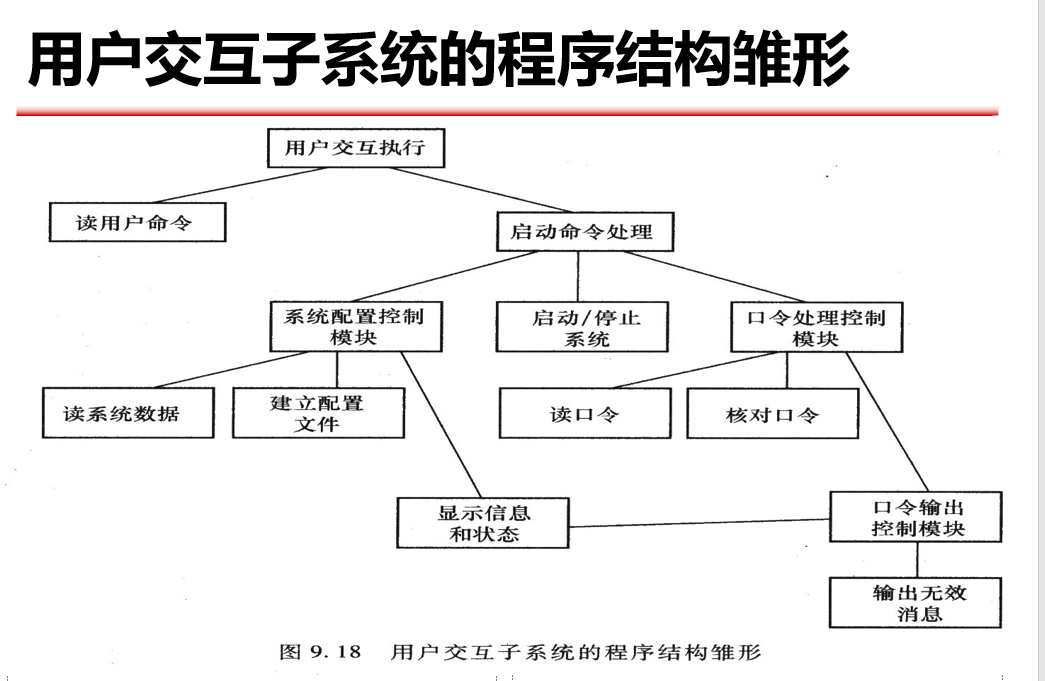 用户交互子系统的程序结构雏形
用户交互执行
读用户命令
启动命令处理
系统配置控制
模块
启动/停止
系统
口令处理控制
模块
读系统数据
建立配置
文件
读口令
核对口令
显示信息
和状态
口令输出
控制模块
输出无效
消息
图 9.18 用户交互子系统的程序结构雏形